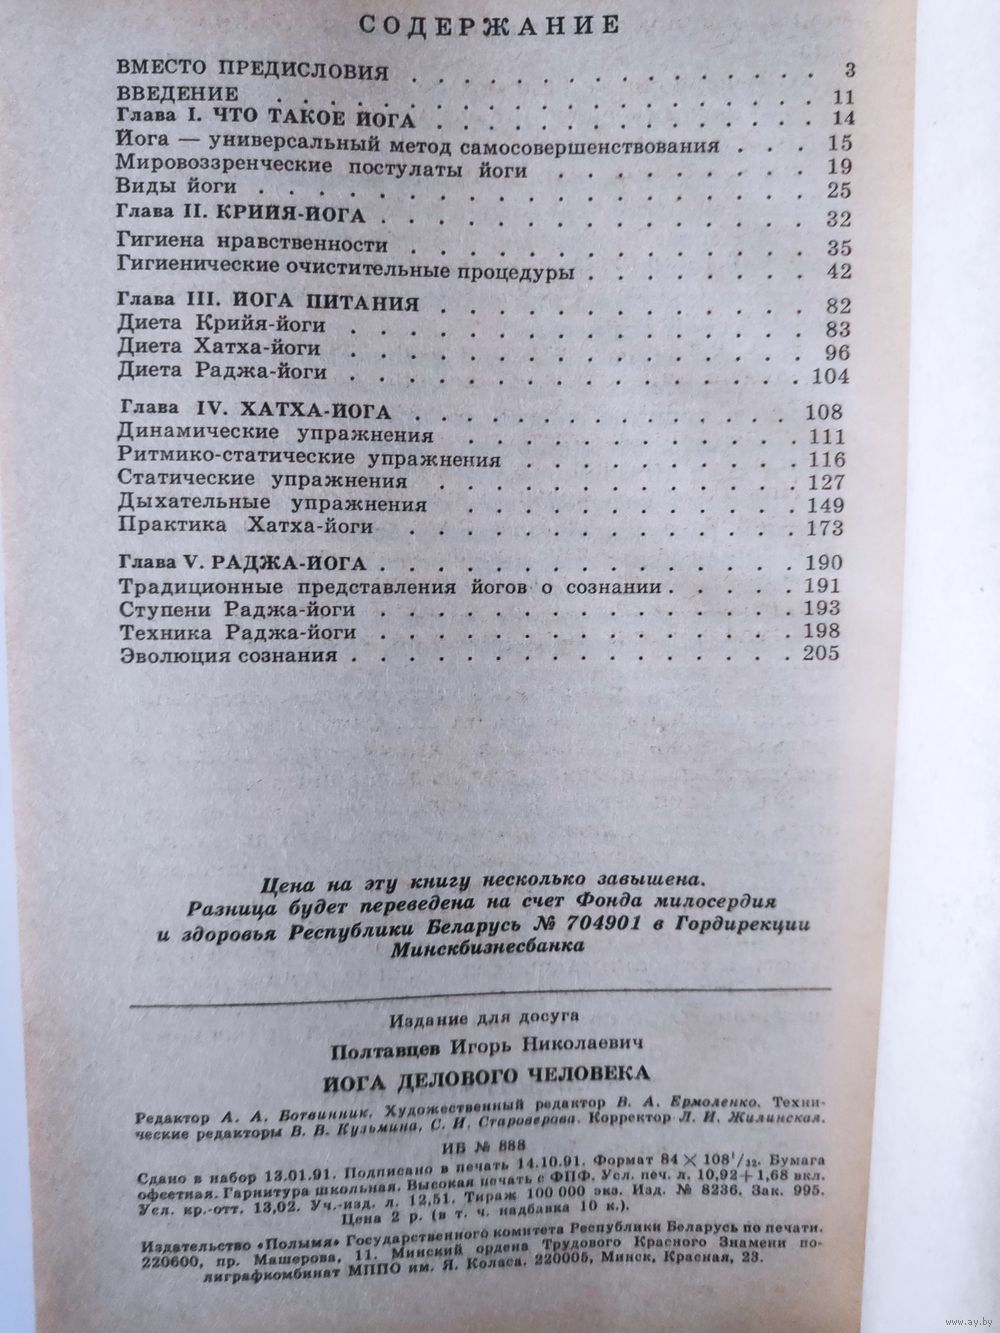 СОДЕРЖАНИЕ
ВМЕСТО ПРЕДИСЛОВИЯ . . . . . . . . . . . . . . . . 3
ВВЕДЕНИЕ . . . . . . . . . . . . . . . . . . . . . 11
Глава I. ЧТО ТАКОЕ ЙОГА . . . . . . . . . . . . . . . 14
Йога — универсальный метод самосовершенствования . . . 15
Мировоззренческие постулаты йоги . . . . . . . . . 19
Виды йоги . . . . . . . . . . . . . . . . . . . . 25
Глава II. КРИЙЯ-ЙОГА . . . . . . . . . . . . . . . 32
Гигиена нравственности . . . . . . . . . . . . . . 35
Гигиенические очистительные процедуры . . . . . . . . 42
Глава III. ЙОГА ПИТАНИЯ . . . . . . . . . . . . . 82
Диета Крийя-йоги . . . . . . . . . . . . . . . . . 83
Диета Хатха-йоги . . . . . . . . . . . . . . . . . 96
Диета Раджа-йоги . . . . . . . . . . . . . . . . . 104
Глава IV. ХАТХА-ЙОГА . . . . . . . . . . . . . . . 108
Динамические упражнения . . . . . . . . . . . . . 111
Ритмико-статические упражнения . . . . . . . . . . . 116
Статические упражнения . . . . . . . . . . . . . . 127
Дыхательные упражнения . . . . . . . . . . . . . 149
Практика Хатха-йоги . . . . . . . . . . . . . . . 173
Глава V. РАДЖА-ЙОГА . . . . . . . . . . . . . . . . 190
Традиционные представления йогов о сознании . . . . . 191
Ступени Раджа-йоги . . . . . . . . . . . . . . . . 193
Техника Раджа-йоги . . . . . . . . . . . . . . . . 198
Эволюция сознания . . . . . . . . . . . . . . . . . 205
Цена на эту книгу несколько завышена.
Разница будет переведена на счет Фонда милосердия
и здоровья Республики Беларусь № 704901 в Гордирекции
Минскбизнесбанка
Издание для досуга
Полтавцев Игорь Николаевич
ЙОГА ДЕЛОВОГО ЧЕЛОВЕКА
Редактор А. А. Ботвинник. Художественный редактор В. А. Ермоленко. Техни-
ческие редакторы В. В. Кузьмина, С. И. Староверова. Корректор Л. И. Жилинская.
ИБ № 888
Сдано в набор 13.01.91. Подписано в печать 14.10.91. Формат 84 × 108¹/₃₂. Бумага
офсетная. Гарнитура школьная. Высокая печать с ФПФ. Усл. печ. л. 10,92+1,68 вкл.
Усл. кр.-отт. 13,02. Уч.-изд. л. 12,51. Тираж 100 000 экз. Изд. № 8236. Зак. 995.
Цена 2 р. (в т. ч. надбавка 10 к.).
Издательство «Полымя» Государственного комитета Республики Беларусь по печати.
220600, пр. Машерова, 11. Минский ордена Трудового Красного Знамени по-
лиграфкомбинат МППО им. Я. Коласа. 220005, Минск, Красная, 23.
www.ay.by